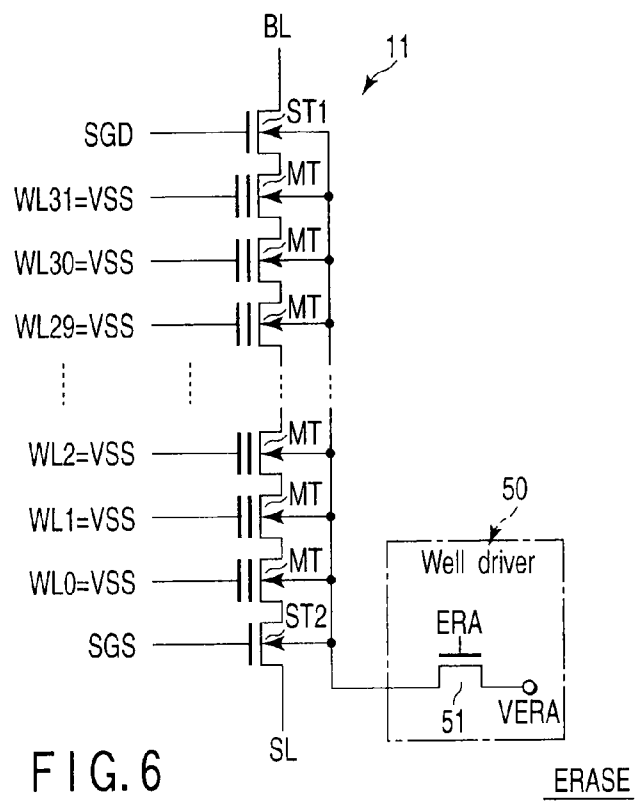 BL
11
ST1
SGD
MT
WL31=VSS
MT
WL30=VSS
MT
WL29=VSS
MT
WL2=VSS
MT
WL1=VSS
MT
WL0=VSS
ST2
SGS
50
Well driver
ERA
51
VERA
SL
FIG. 6
ERASE